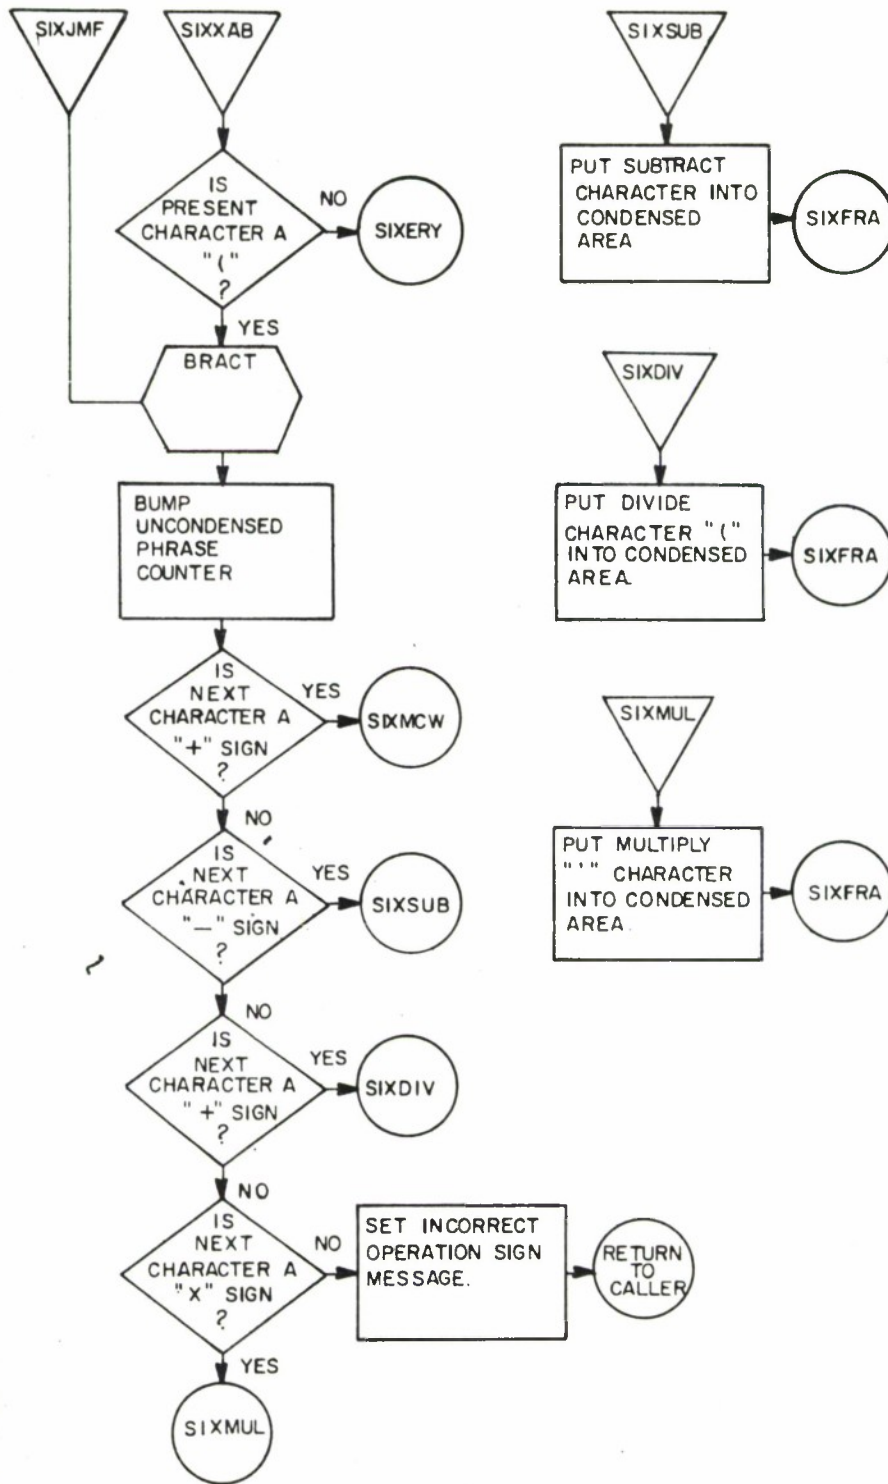 SIXJMF
SIXXAB
IS
PRESENT
CHARACTER A
"("
?
NO
SIXERY
YES
BRACT
BUMP
UNCONDENSED
PHRASE
COUNTER
IS
NEXT
CHARACTER A
"+" SIGN
?
YES
SIXMCW
NO
IS
NEXT
CHARACTER A
"—" SIGN
?
YES
SIXSUB
NO
IS
NEXT
CHARACTER A
"+" SIGN
?
YES
SIXDIV
NO
IS
NEXT
CHARACTER A
"X" SIGN
?
NO
SET INCORRECT
OPERATION SIGN
MESSAGE.
RETURN
TO
CALLER
YES
SIXMUL
SIXSUB
PUT SUBTRACT
CHARACTER INTO
CONDENSED
AREA
SIXFRA
SIXDIV
PUT DIVIDE
CHARACTER "("
INTO CONDENSED
AREA.
SIXFRA
SIXMUL
PUT MULTIPLY
"'" CHARACTER
INTO CONDENSED
AREA.
SIXFRA